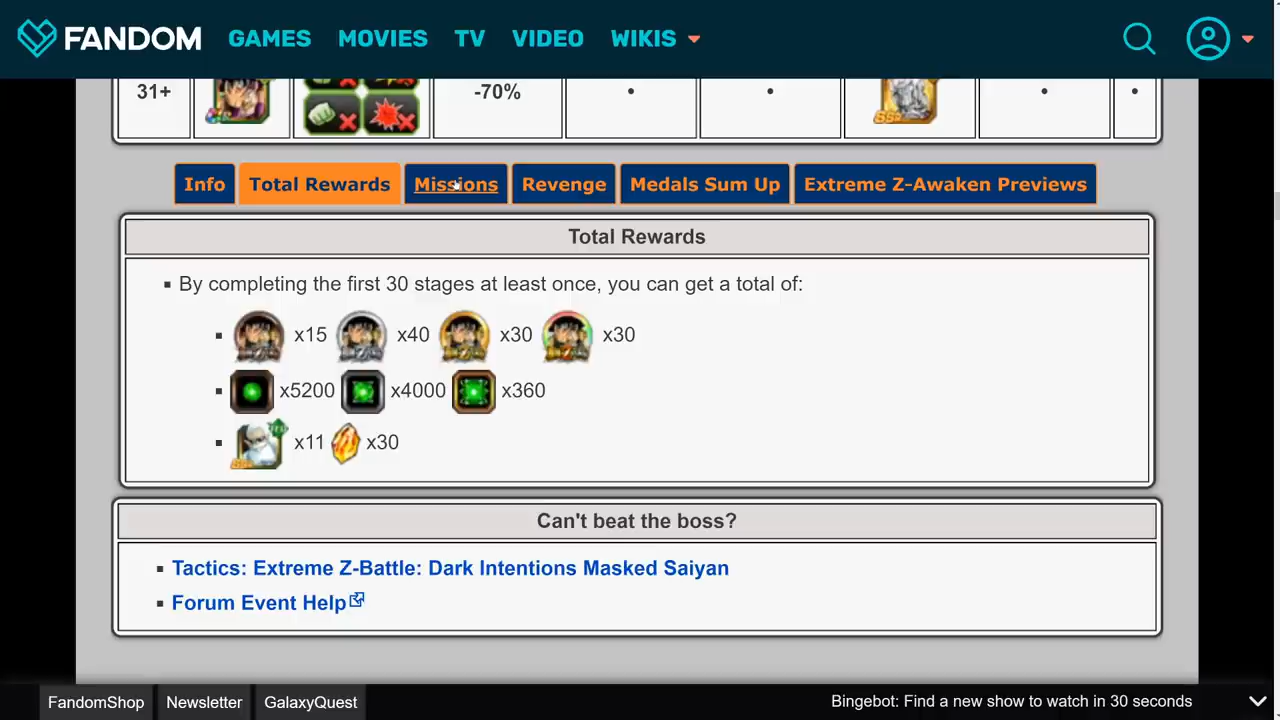 FANDOM GAMES MOVIES TV VIDEO WIKIS
31+ -70% • • • •
Info Total Rewards Missions Revenge Medals Sum Up Extreme Z-Awaken Previews
Total Rewards
By completing the first 30 stages at least once, you can get a total of:
x15 x40 x30 x30
x5200 x4000 x360
x11 x30
Can't beat the boss?
Tactics: Extreme Z-Battle: Dark Intentions Masked Saiyan
Forum Event Help
FandomShop Newsletter GalaxyQuest Bingebot: Find a new show to watch in 30 seconds